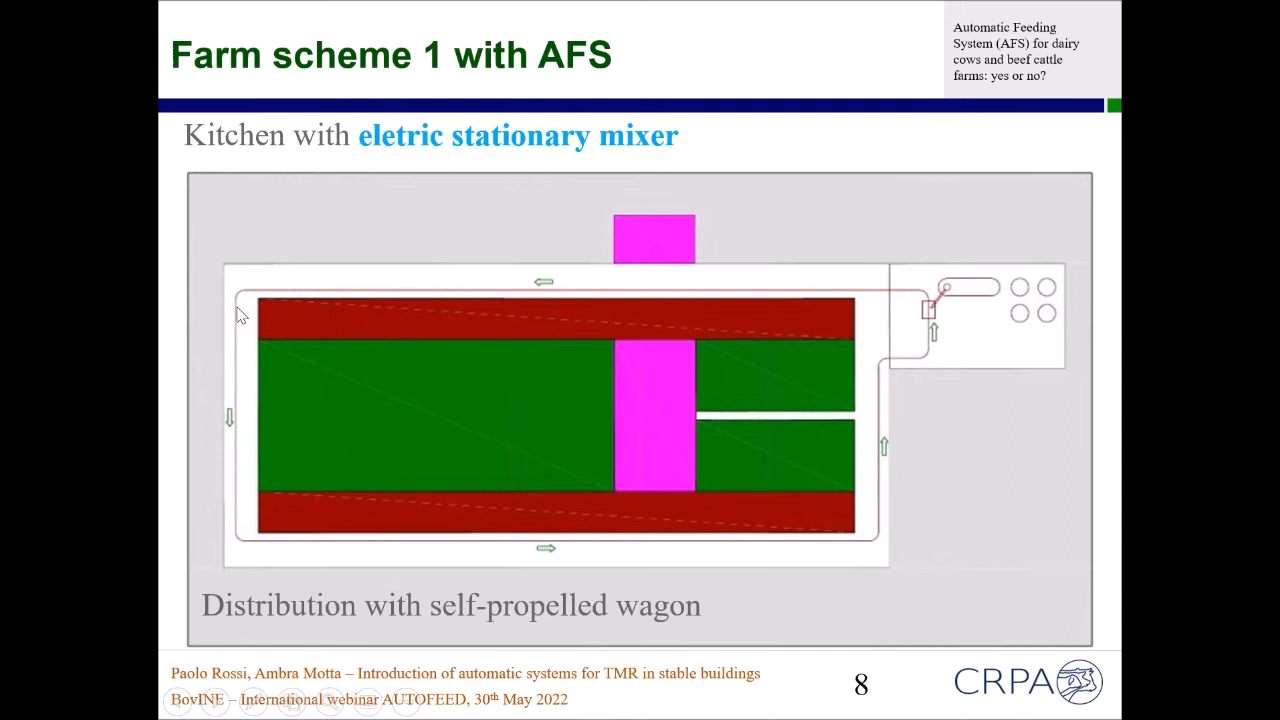 Farm scheme 1 with AFS
Automatic Feeding
System (AFS) for dairy
cows and beef cattle
farms: yes or no?
Kitchen with eletric stationary mixer
Distribution with self-propelled wagon
Paolo Rossi, Ambra Motta – Introduction of automatic systems for TMR in stable buildings
BovINE – International webinar AUTOFEED, 30th May 2022
8
CRPA